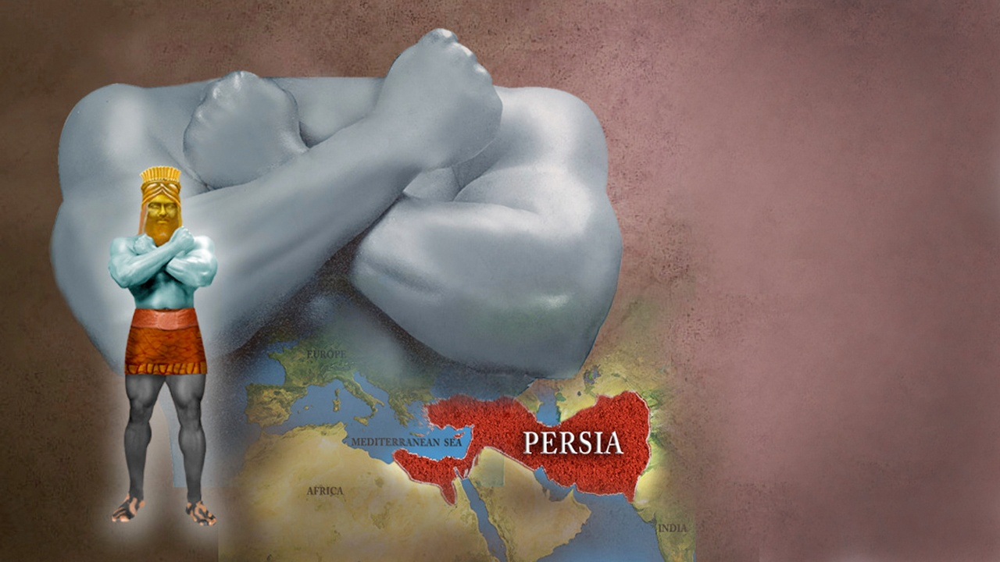 EUROPE
MEDITERRANEAN SEA
PERSIA
AFRICA
INDIA